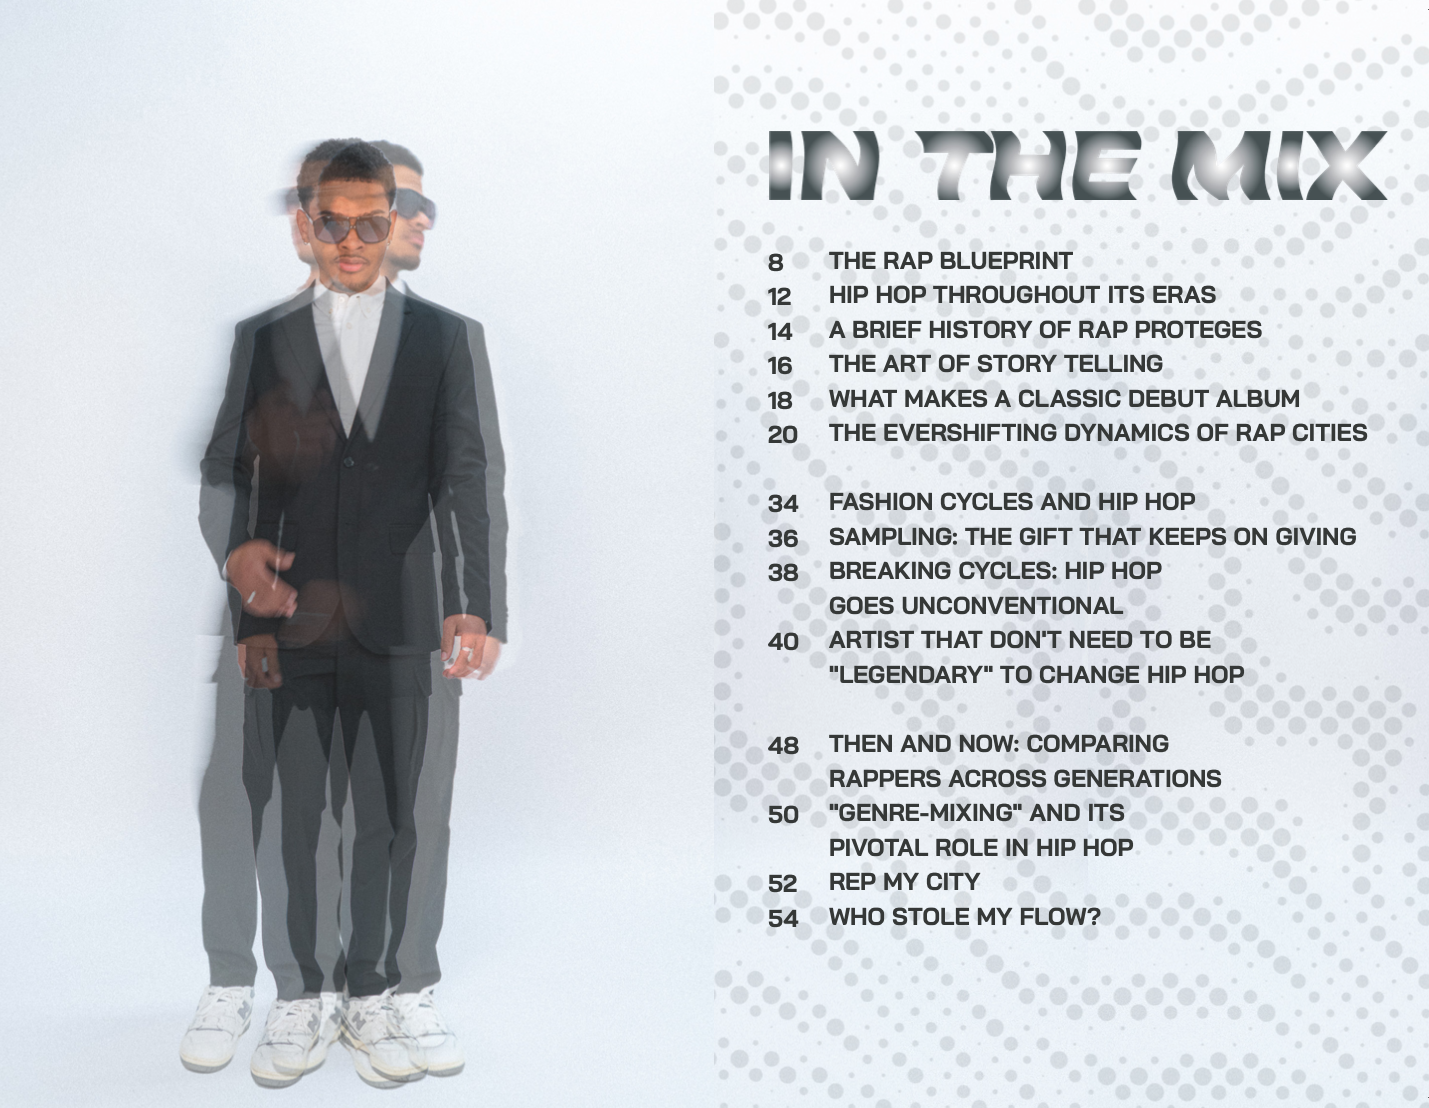 IN THE MIX
8 THE RAP BLUEPRINT
12 HIP HOP THROUGHOUT ITS ERAS
14 A BRIEF HISTORY OF RAP PROTEGES
16 THE ART OF STORY TELLING
18 WHAT MAKES A CLASSIC DEBUT ALBUM
20 THE EVERSHIFTING DYNAMICS OF RAP CITIES
34 FASHION CYCLES AND HIP HOP
36 SAMPLING: THE GIFT THAT KEEPS ON GIVING
38 BREAKING CYCLES: HIP HOP
GOES UNCONVENTIONAL
40 ARTIST THAT DON'T NEED TO BE
"LEGENDARY" TO CHANGE HIP HOP
48 THEN AND NOW: COMPARING
RAPPERS ACROSS GENERATIONS
50 "GENRE-MIXING" AND ITS
PIVOTAL ROLE IN HIP HOP
52 REP MY CITY
54 WHO STOLE MY FLOW?